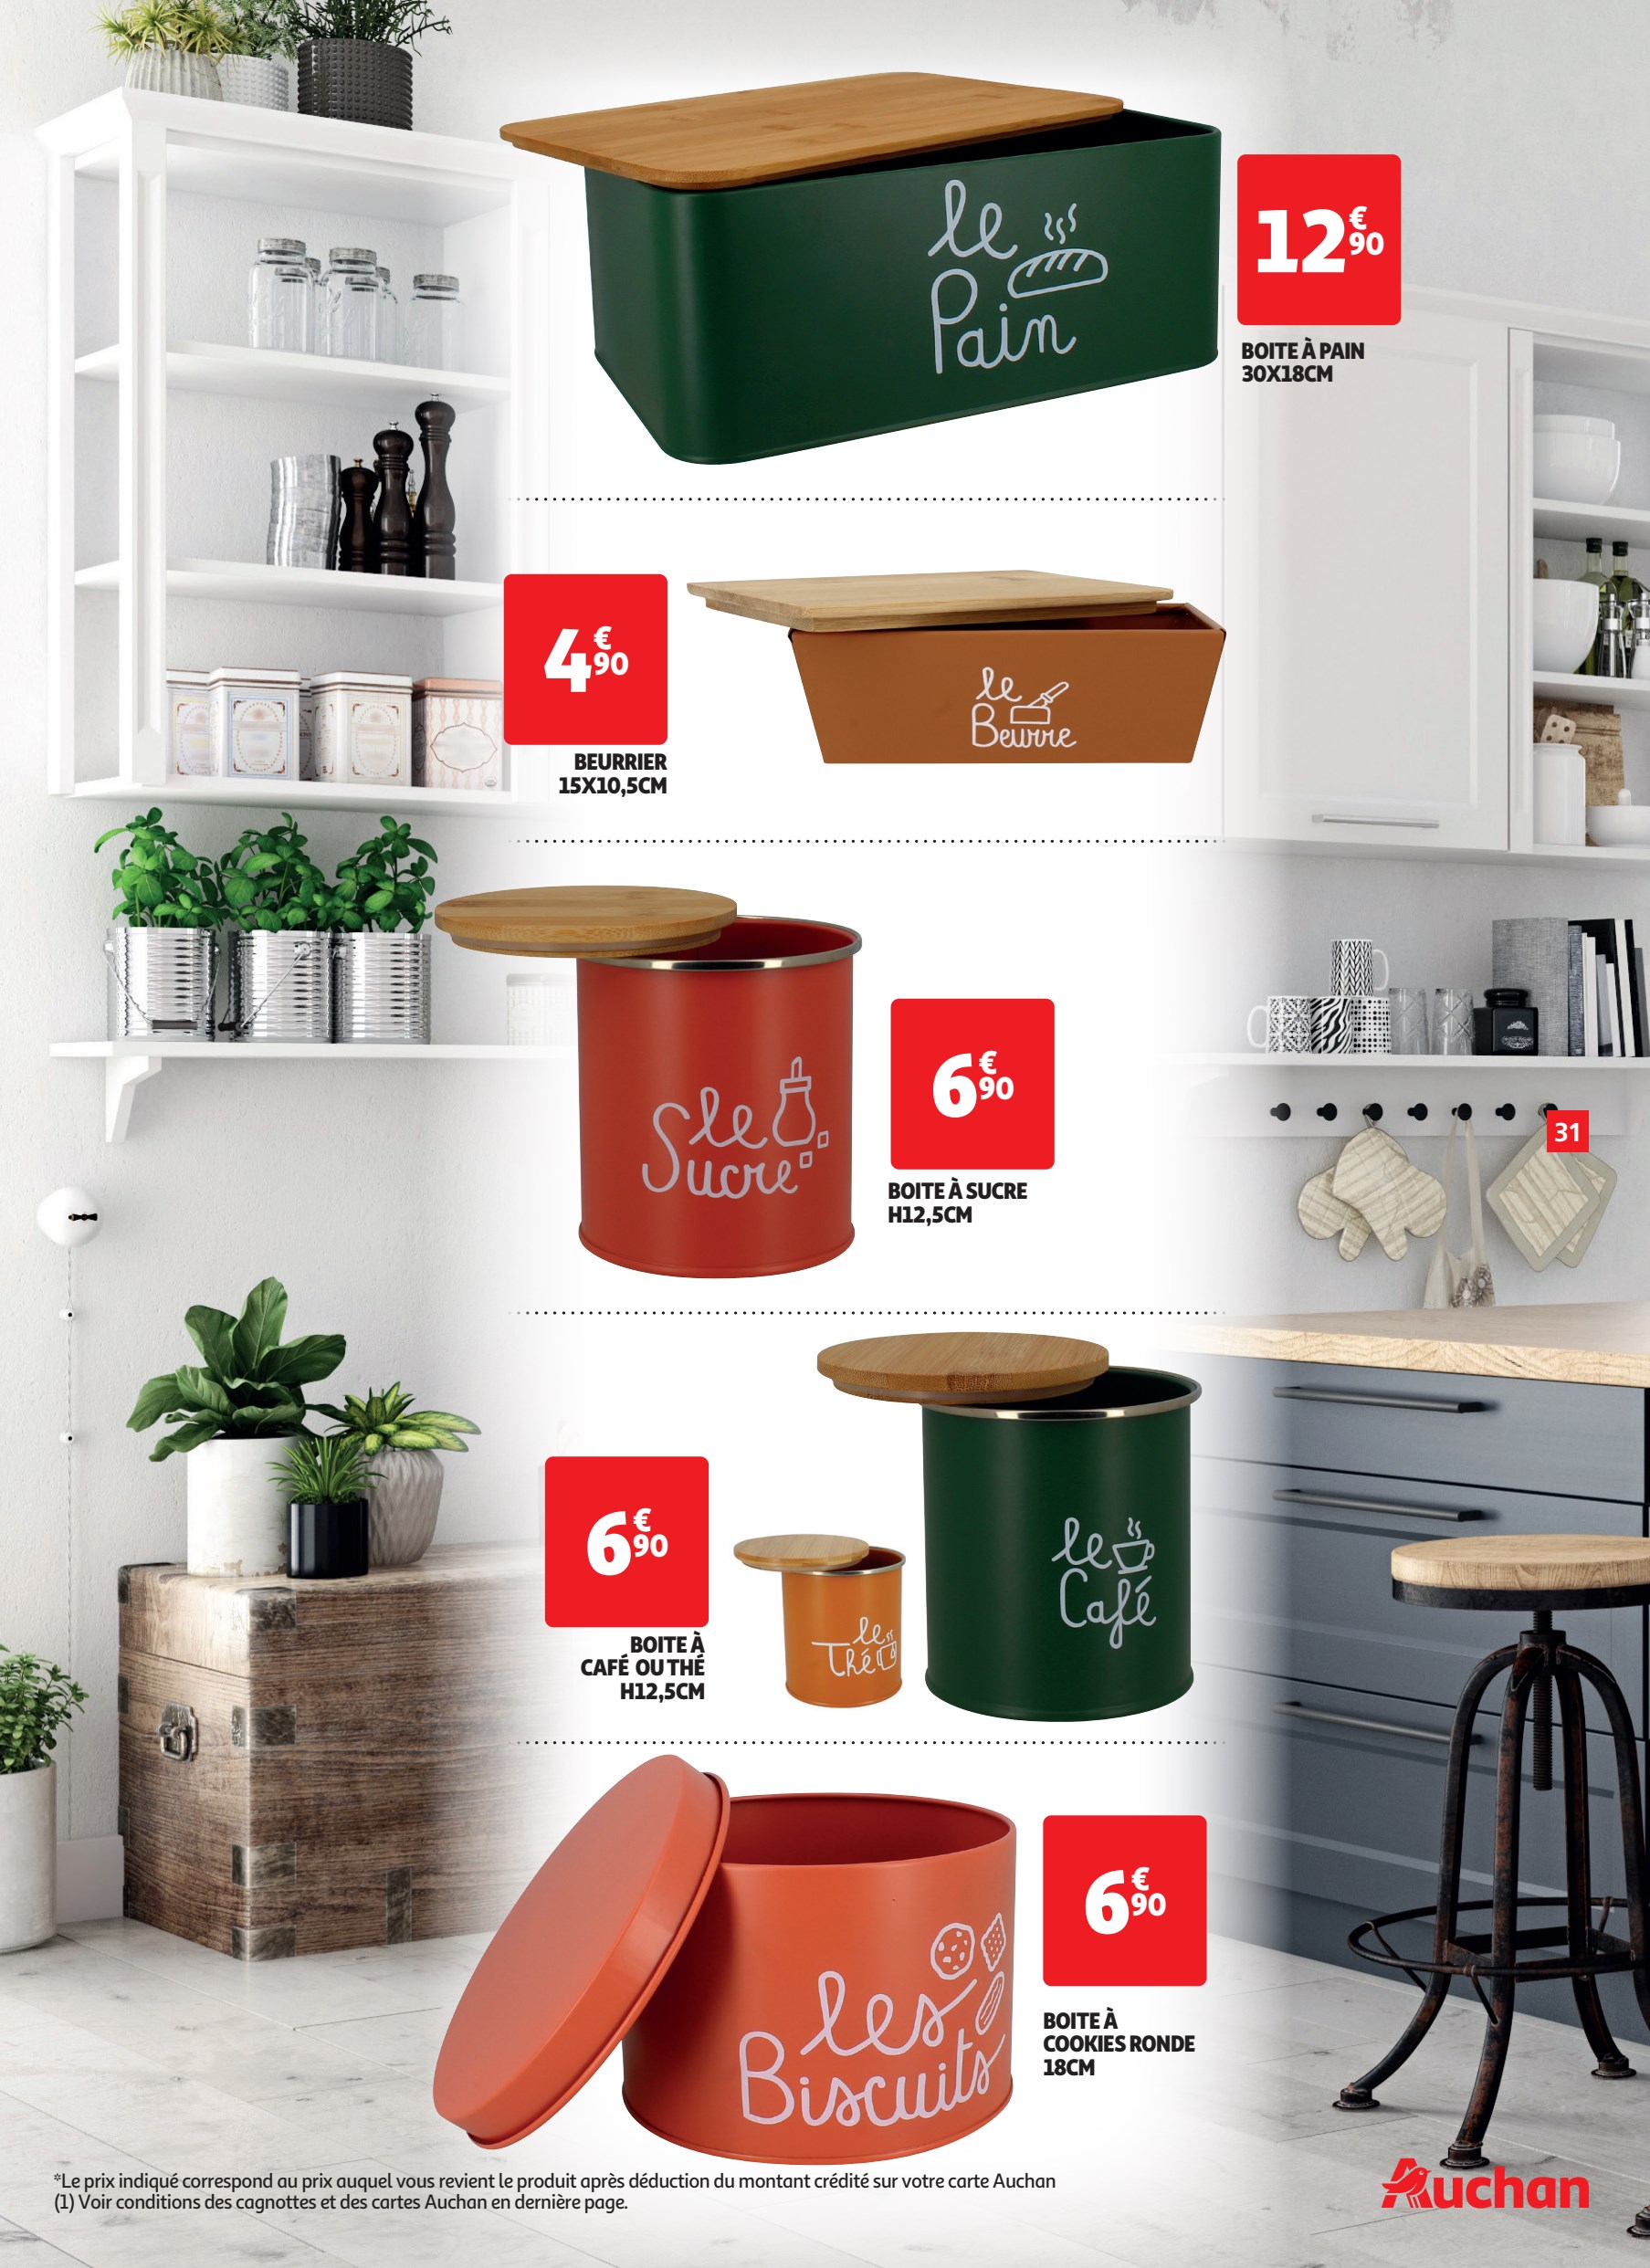 le
Pain
12€90
BOITE À PAIN
30X18CM
4€90
BEURRIER
15X10,5CM
le
Beurre
le
Sucre
6€90
BOITE À SUCRE
H12,5CM
31
6€90
BOITE À
CAFÉ OU THÉ
H12,5CM
le
Thé
le
Café
6€90
BOITE À
COOKIES RONDE
18CM
les
Biscuits
*Le prix indiqué correspond au prix auquel vous revient le produit après déduction du montant crédité sur votre carte Auchan
(1) Voir conditions des cagnottes et des cartes Auchan en dernière page.
Auchan